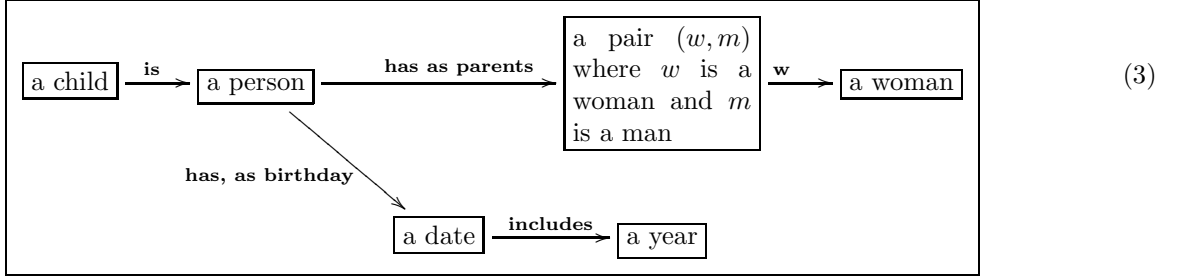 a child
is
a person
has as parents
a pair (w, m)
where w is a
woman and m
is a man
w
a woman
(3)
has, as birthday
a date
includes
a year